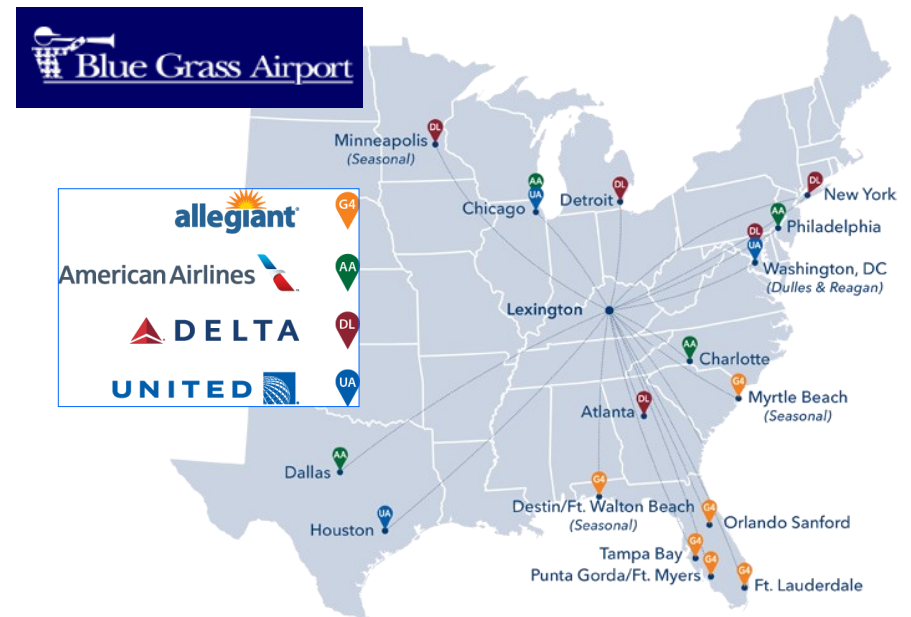 Blue Grass Airport
allegiant
G4
American Airlines
AA
DELTA
DL
UNITED
UA
DL
Minneapolis
(Seasonal)
AA
UA
Chicago
DL
Detroit
DL
New York
AA
Philadelphia
DL
UA
Washington, DC
(Dulles & Reagan)
Lexington
AA
Charlotte
G4
Myrtle Beach
(Seasonal)
DL
Atlanta
AA
Dallas
UA
Houston
G4
Destin/Ft. Walton Beach
(Seasonal)
G4
Orlando Sanford
G4
Tampa Bay
G4
Punta Gorda/Ft. Myers
G4
Ft. Lauderdale